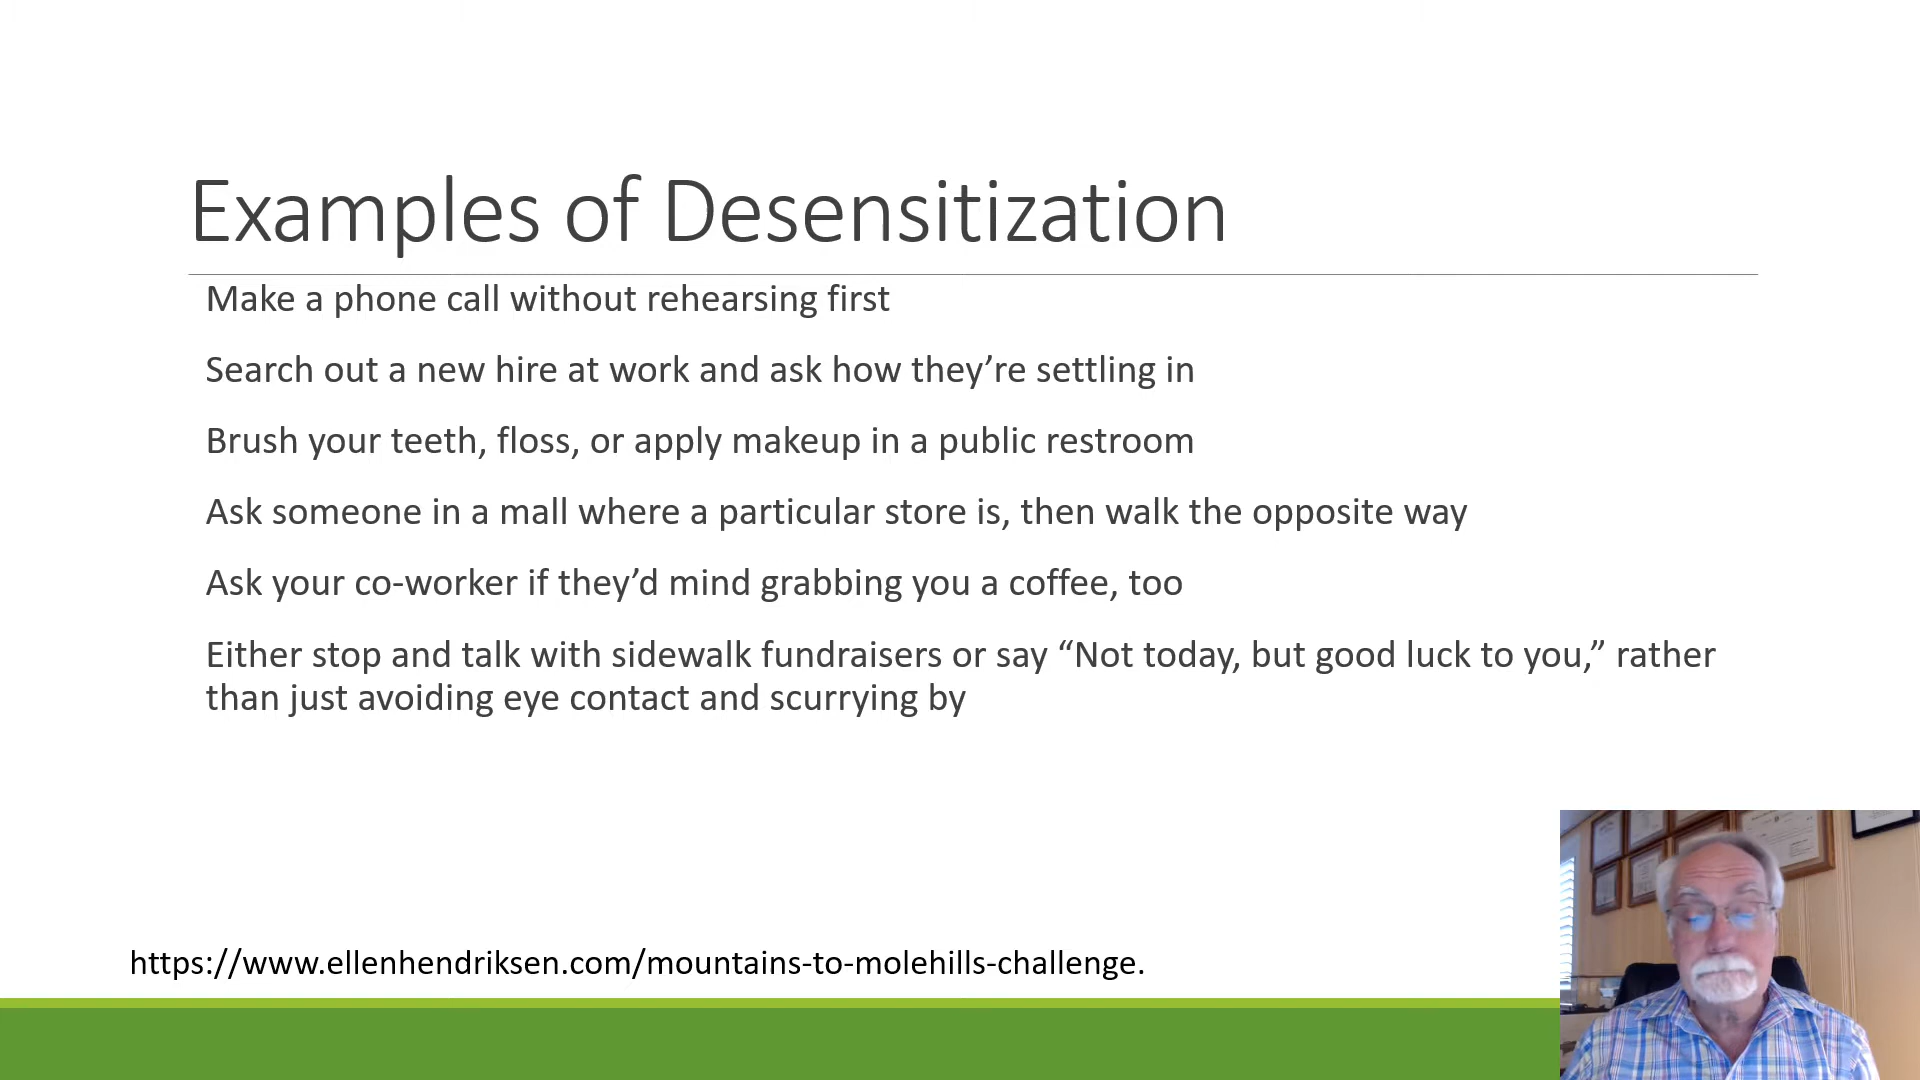 Examples of Desensitization
Make a phone call without rehearsing first
Search out a new hire at work and ask how they’re settling in
Brush your teeth, floss, or apply makeup in a public restroom
Ask someone in a mall where a particular store is, then walk the opposite way
Ask your co-worker if they’d mind grabbing you a coffee, too
Either stop and talk with sidewalk fundraisers or say “Not today, but good luck to you,” rather
than just avoiding eye contact and scurrying by
https://www.ellenhendriksen.com/mountains-to-molehills-challenge.